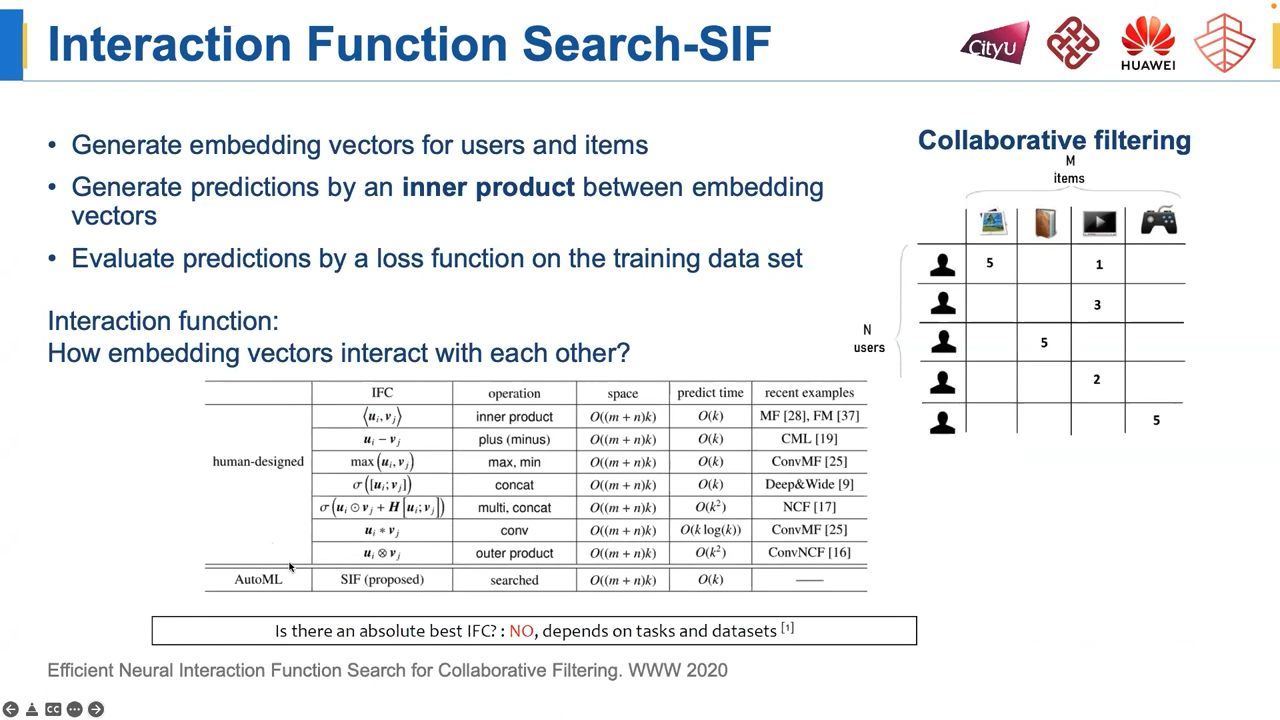 Interaction Function Search-SIF
CityU
HUAWEI
• Generate embedding vectors for users and items
• Generate predictions by an inner product between embedding
vectors
• Evaluate predictions by a loss function on the training data set
Interaction function:
How embedding vectors interact with each other?
IFC operation space predict time recent examples
human-designed
⟨u_i, v_j⟩ inner product O((m + n)k) O(k) MF [28], FM [37]
u_i − v_j plus (minus) O((m + n)k) O(k) CML [19]
max(u_i, v_j) max, min O((m + n)k) O(k) ConvMF [25]
σ([u_i; v_j]) concat O((m + n)k) O(k) Deep&Wide [9]
σ(u_i ⊙ v_j + H[u_i; v_j]) multi, concat O((m + n)k) O(k²) NCF [17]
u_i ∗ v_j conv O((m + n)k) O(k log(k)) ConvMF [25]
u_i ⊗ v_j outer product O((m + n)k) O(k²) ConvNCF [16]
AutoML SIF (proposed) searched O((m + n)k) O(k) —
Is there an absolute best IFC? : NO, depends on tasks and datasets [1]
Efficient Neural Interaction Function Search for Collaborative Filtering. WWW 2020
Collaborative filtering
M
items
N
users
5 1
3
5
2
5
CC